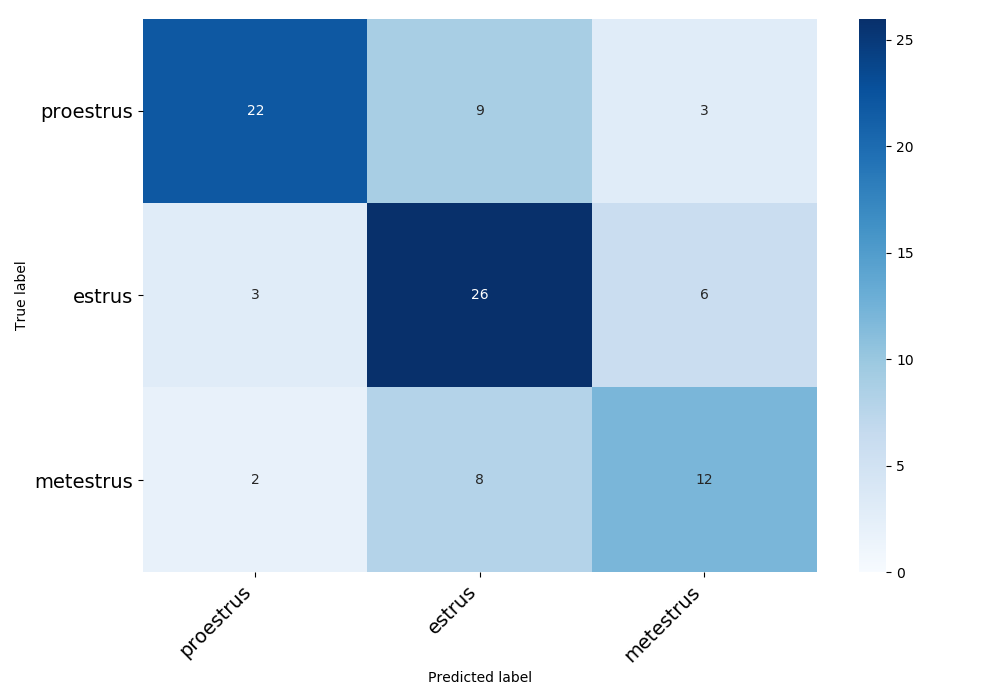 proestrus 22 9 3
estrus 3 26 6
metestrus 2 8 12
True label
proestrus estrus metestrus
Predicted label
25
20
15
10
5
0